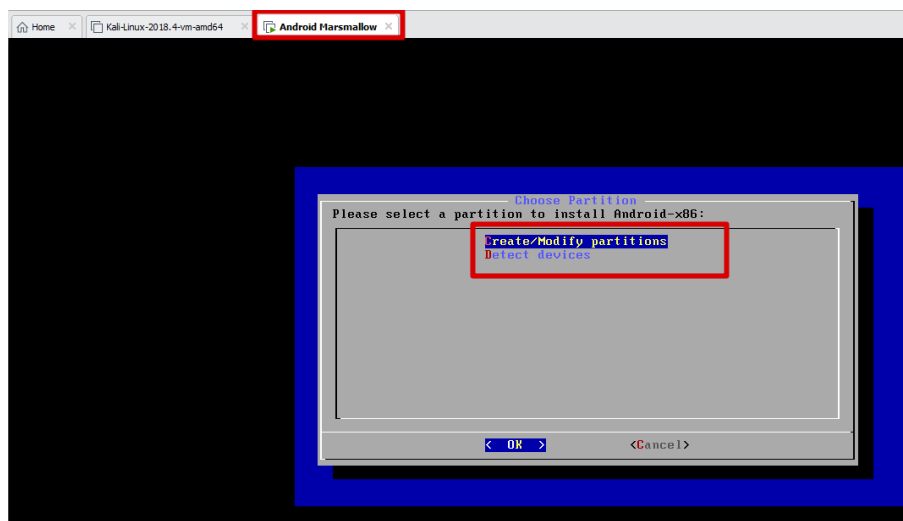 Home
Kali-Linux-2018.4-vm-amd64
Android Marsmallow
Choose Partition
Please select a partition to install Android-x86:
Create/Modify partitions
Detect devices
< OK > <Cancel>